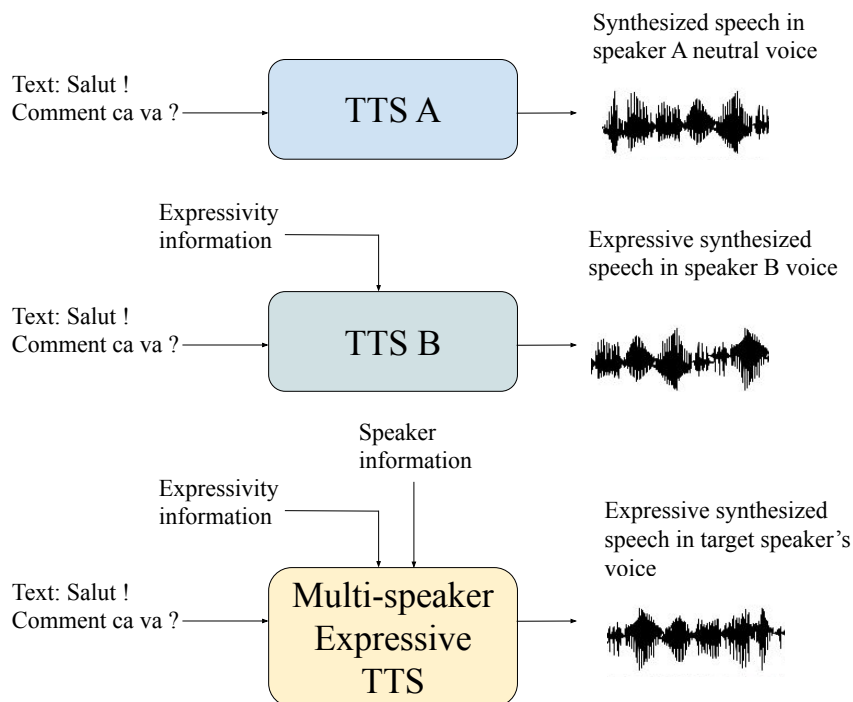 Synthesized speech in
speaker A neutral voice
Text: Salut !
Comment ca va ?
TTS A
Expressivity
information
Expressive synthesized
speech in speaker B voice
Text: Salut !
Comment ca va ?
TTS B
Speaker
information
Expressivity
information
Expressive synthesized
speech in target speaker's
voice
Text: Salut !
Comment ca va ?
Multi-speaker
Expressive
TTS